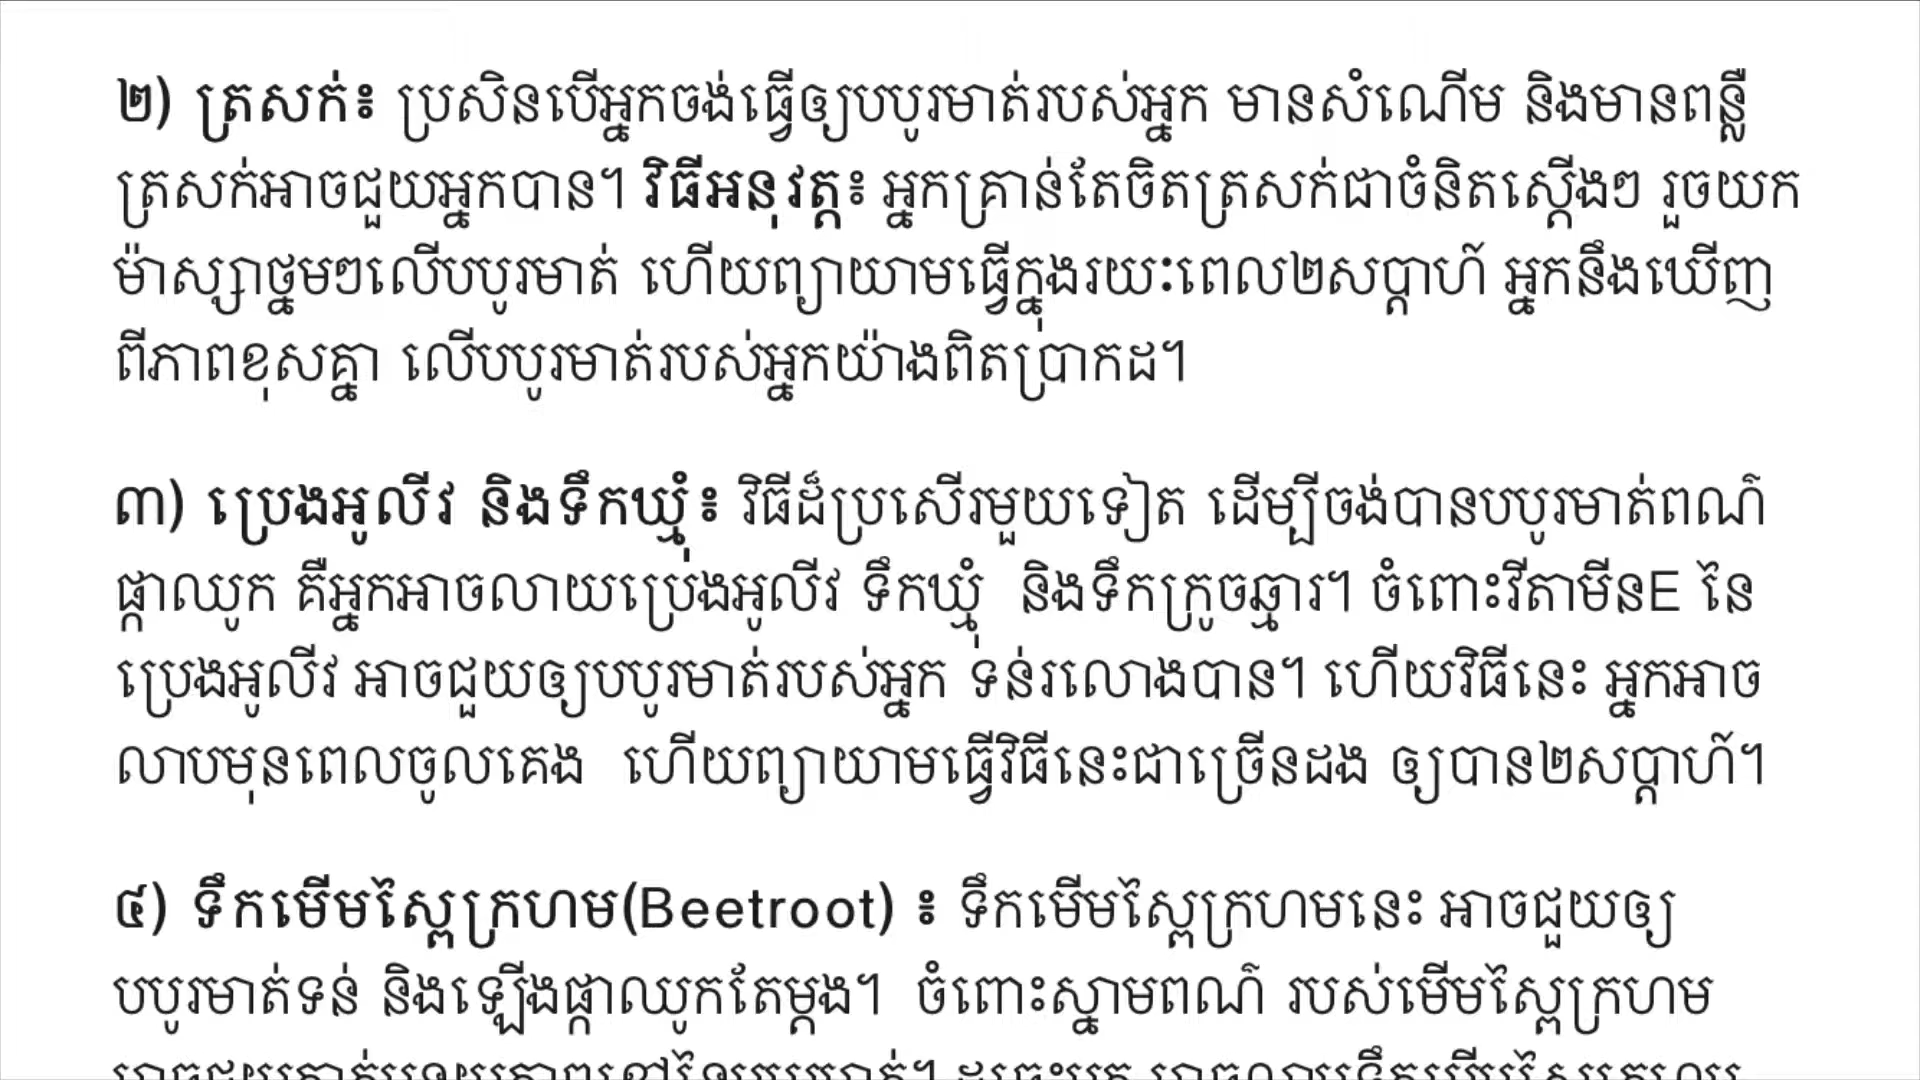 ២) ត្រសក់៖ ប្រសិនបើអ្នកចង់ធ្វើឲ្យបបូរមាត់របស់អ្នក មានសំណើម និងមានពន្លឺ
ត្រសក់អាចជួយអ្នកបាន។ វិធីអនុវត្ត៖ អ្នកគ្រាន់តែចិតត្រសក់ជាចំនិតស្ដើងៗ រួចយក
ម៉ាស្សាថ្នមៗលើបបូរមាត់ ហើយព្យាយាមធ្វើក្នុងរយៈពេល២សប្ដាហ៍ អ្នកនឹងឃើញ
ពីភាពខុសគ្នា លើបបូរមាត់របស់អ្នកយ៉ាងពិតប្រាកដ។
៣) ប្រេងអូលីវ និងទឹកឃ្មុំ៖ វិធីដ៏ប្រសើរមួយទៀត ដើម្បីចង់បានបបូរមាត់ពណ៌
ផ្កាឈូក គឺអ្នកអាចលាយប្រេងអូលីវ ទឹកឃ្មុំ និងទឹកក្រូចឆ្មារ។ ចំពោះវីតាមីនE នៃ
ប្រេងអូលីវ អាចជួយឲ្យបបូរមាត់របស់អ្នក ទន់រលោងបាន។ ហើយវិធីនេះ អ្នកអាច
លាបមុនពេលចូលគេង ហើយព្យាយាមធ្វើវិធីនេះជាច្រើនដង ឲ្យបាន២សប្ដាហ៍។
៤) ទឹកមើមស្ពៃក្រហម(Beetroot) ៖ ទឹកមើមស្ពៃក្រហមនេះ អាចជួយឲ្យ
បបូរមាត់ទន់ និងឡើងផ្កាឈូកតែម្ដង។ ចំពោះស្នាមពណ៌ របស់មើមស្ពៃក្រហម